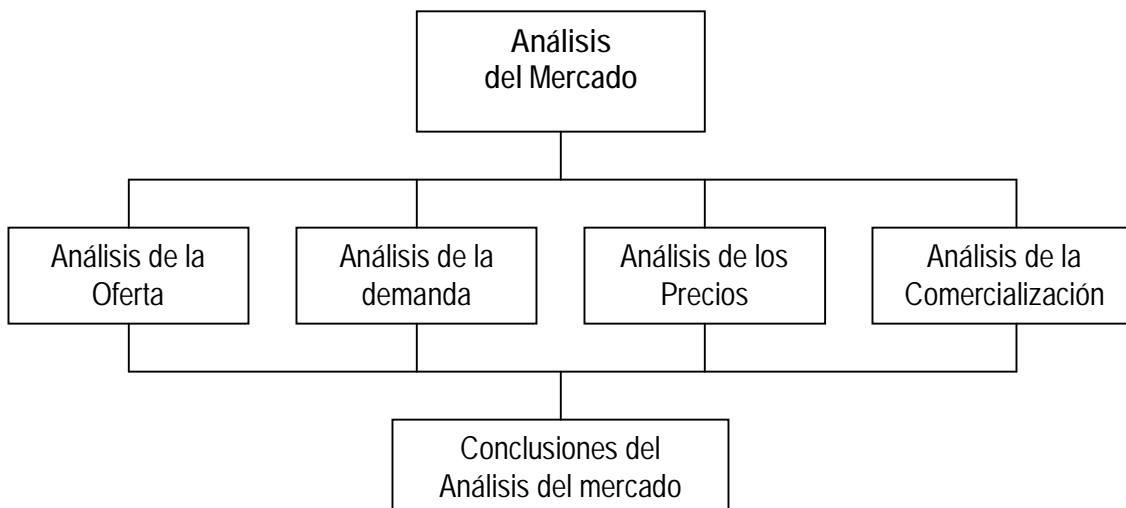 Análisis
del Mercado
Análisis de la
Oferta
Análisis de la
demanda
Análisis de los
Precios
Análisis de la
Comercialización
Conclusiones del
Análisis del mercado